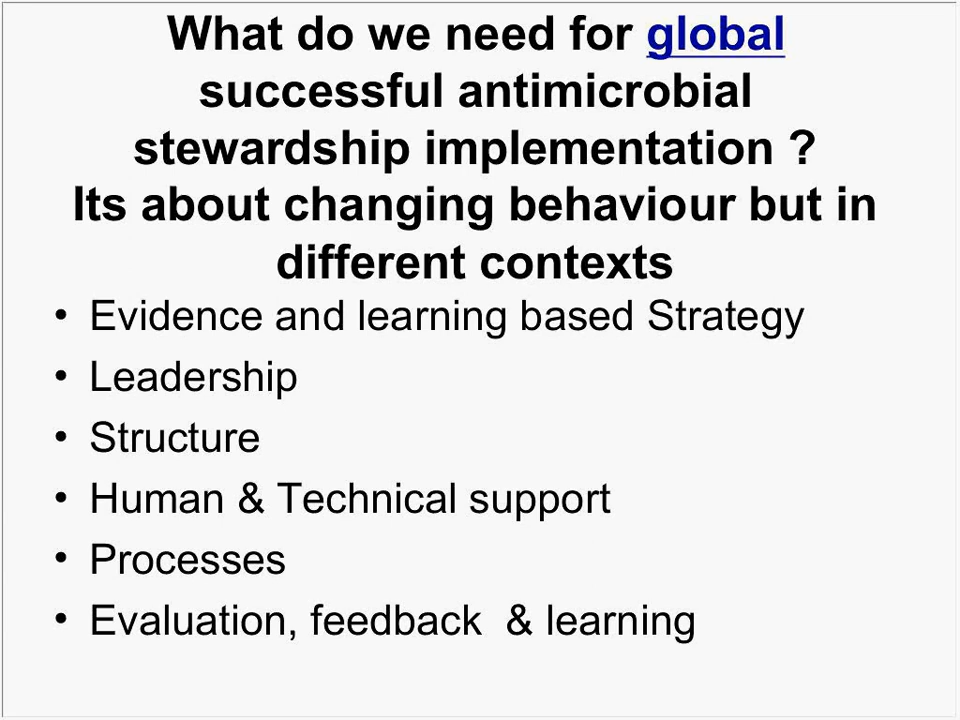 What do we need for global
successful antimicrobial
stewardship implementation ?
Its about changing behaviour but in
different contexts
• Evidence and learning based Strategy
• Leadership
• Structure
• Human & Technical support
• Processes
• Evaluation, feedback & learning